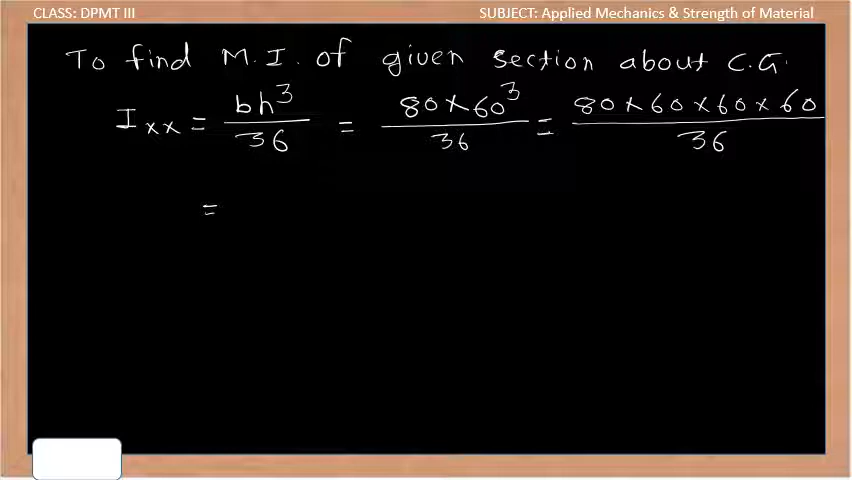 CLASS: DPMT III SUBJECT: Applied Mechanics & Strength of Material
To find M.I. of given section about C.G.
Ixx = bh³/36 = 80×60³/36 = 80×60×60×60/36
=